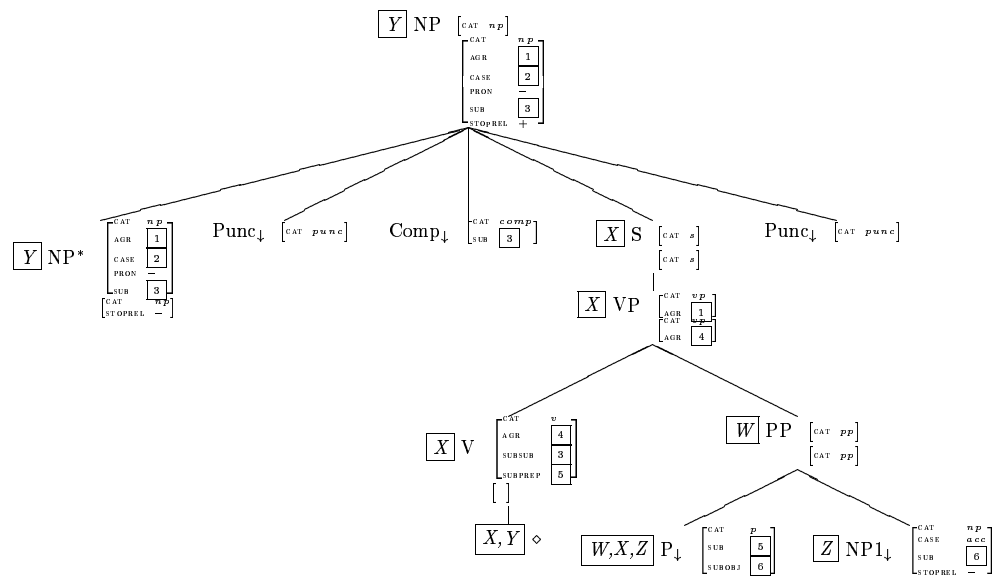 Y NP [CAT np]
CAT np
AGR 1
CASE 2
PRON −
SUB 3
STOPREL +
Y NP*
CAT np
AGR 1
CASE 2
PRON −
SUB 3
CAT np
STOPREL −
Punc↓ [CAT punc]
Comp↓
CAT comp
SUB 3
X S
[CAT s]
[CAT s]
Punc↓ [CAT punc]
X VP
CAT vp
AGR 1
CAT vp
AGR 4
X V
CAT v
AGR 4
SUBSUB 3
SUBPREP 5
[ ]
X,Y ⋄
W PP
[CAT pp]
[CAT pp]
W,X,Z P↓
CAT p
SUB 5
SUBOBJ 6
Z NP1↓
CAT np
CASE acc
SUB 6
STOPREL −